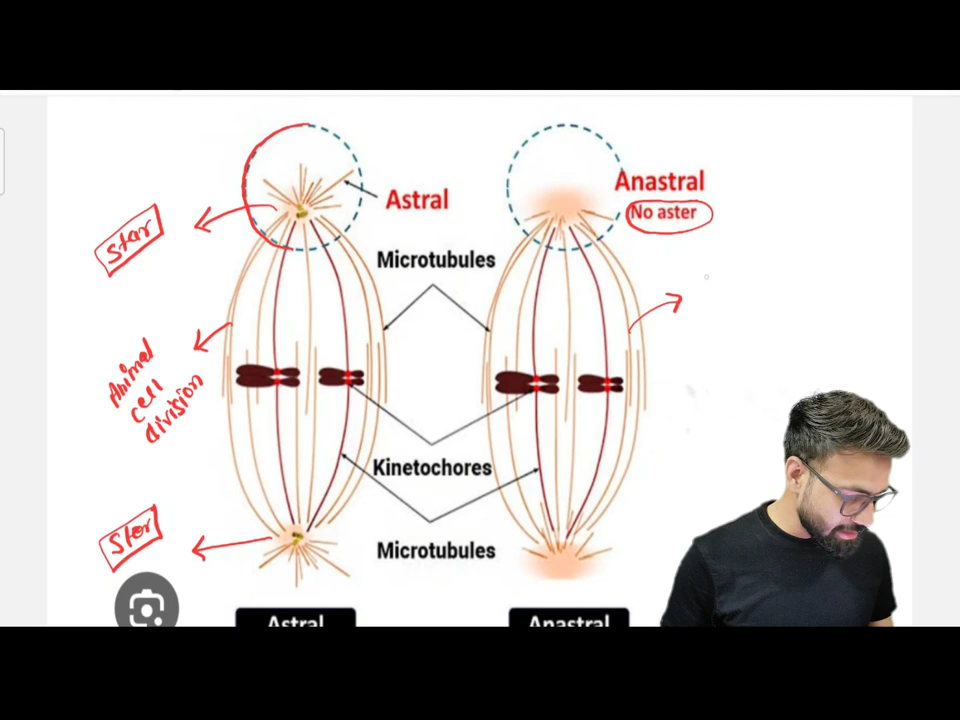 Astral
Anastral
No aster
Star
Microtubules
Animal
cell
division
Kinetochores
Star
Microtubules
Astral
Anastral